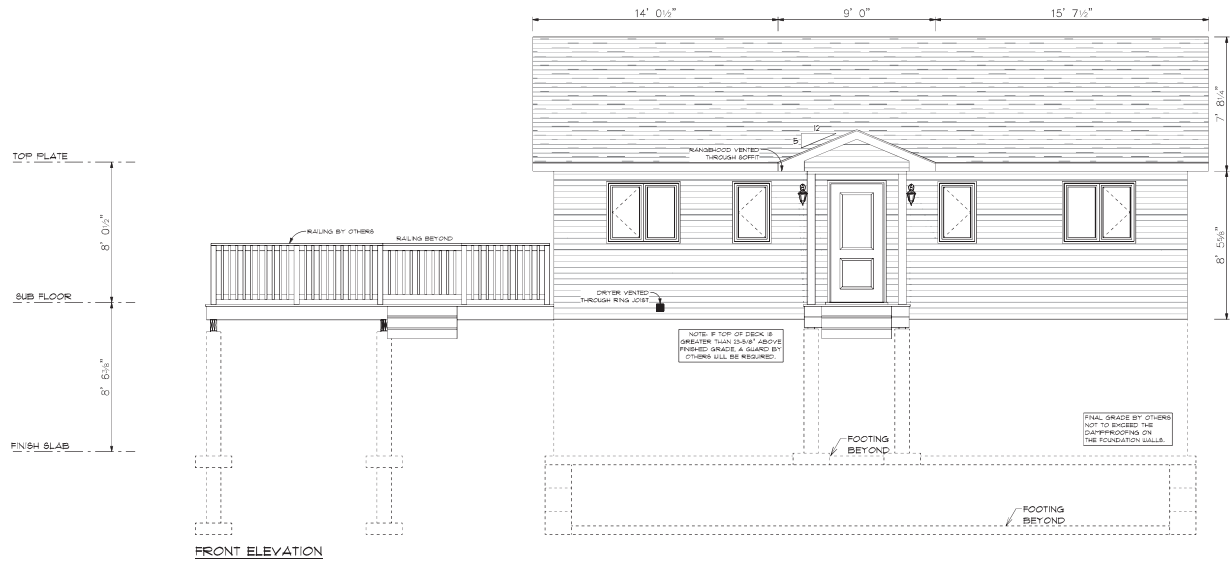 14' 0½"
9' 0"
15' 7½"
7' 8¼"
12
5
RANGEHOOD VENTED
THROUGH SOFFIT
TOP PLATE
8' 0½"
RAILING BY OTHERS
RAILING BEYOND
8' 5⅝"
SUB FLOOR
DRYER VENTED
THROUGH RING JOIST
NOTE: IF TOP OF DECK IS
GREATER THAN 23-5/8" ABOVE
FINISHED GRADE, A GUARD BY
OTHERS WILL BE REQUIRED.
8' 6⅜"
FINAL GRADE BY OTHERS
NOT TO EXCEED THE
DAMPPROOFING ON
THE FOUNDATION WALLS.
FINISH SLAB
FOOTING
BEYOND
FOOTING
BEYOND
FRONT ELEVATION